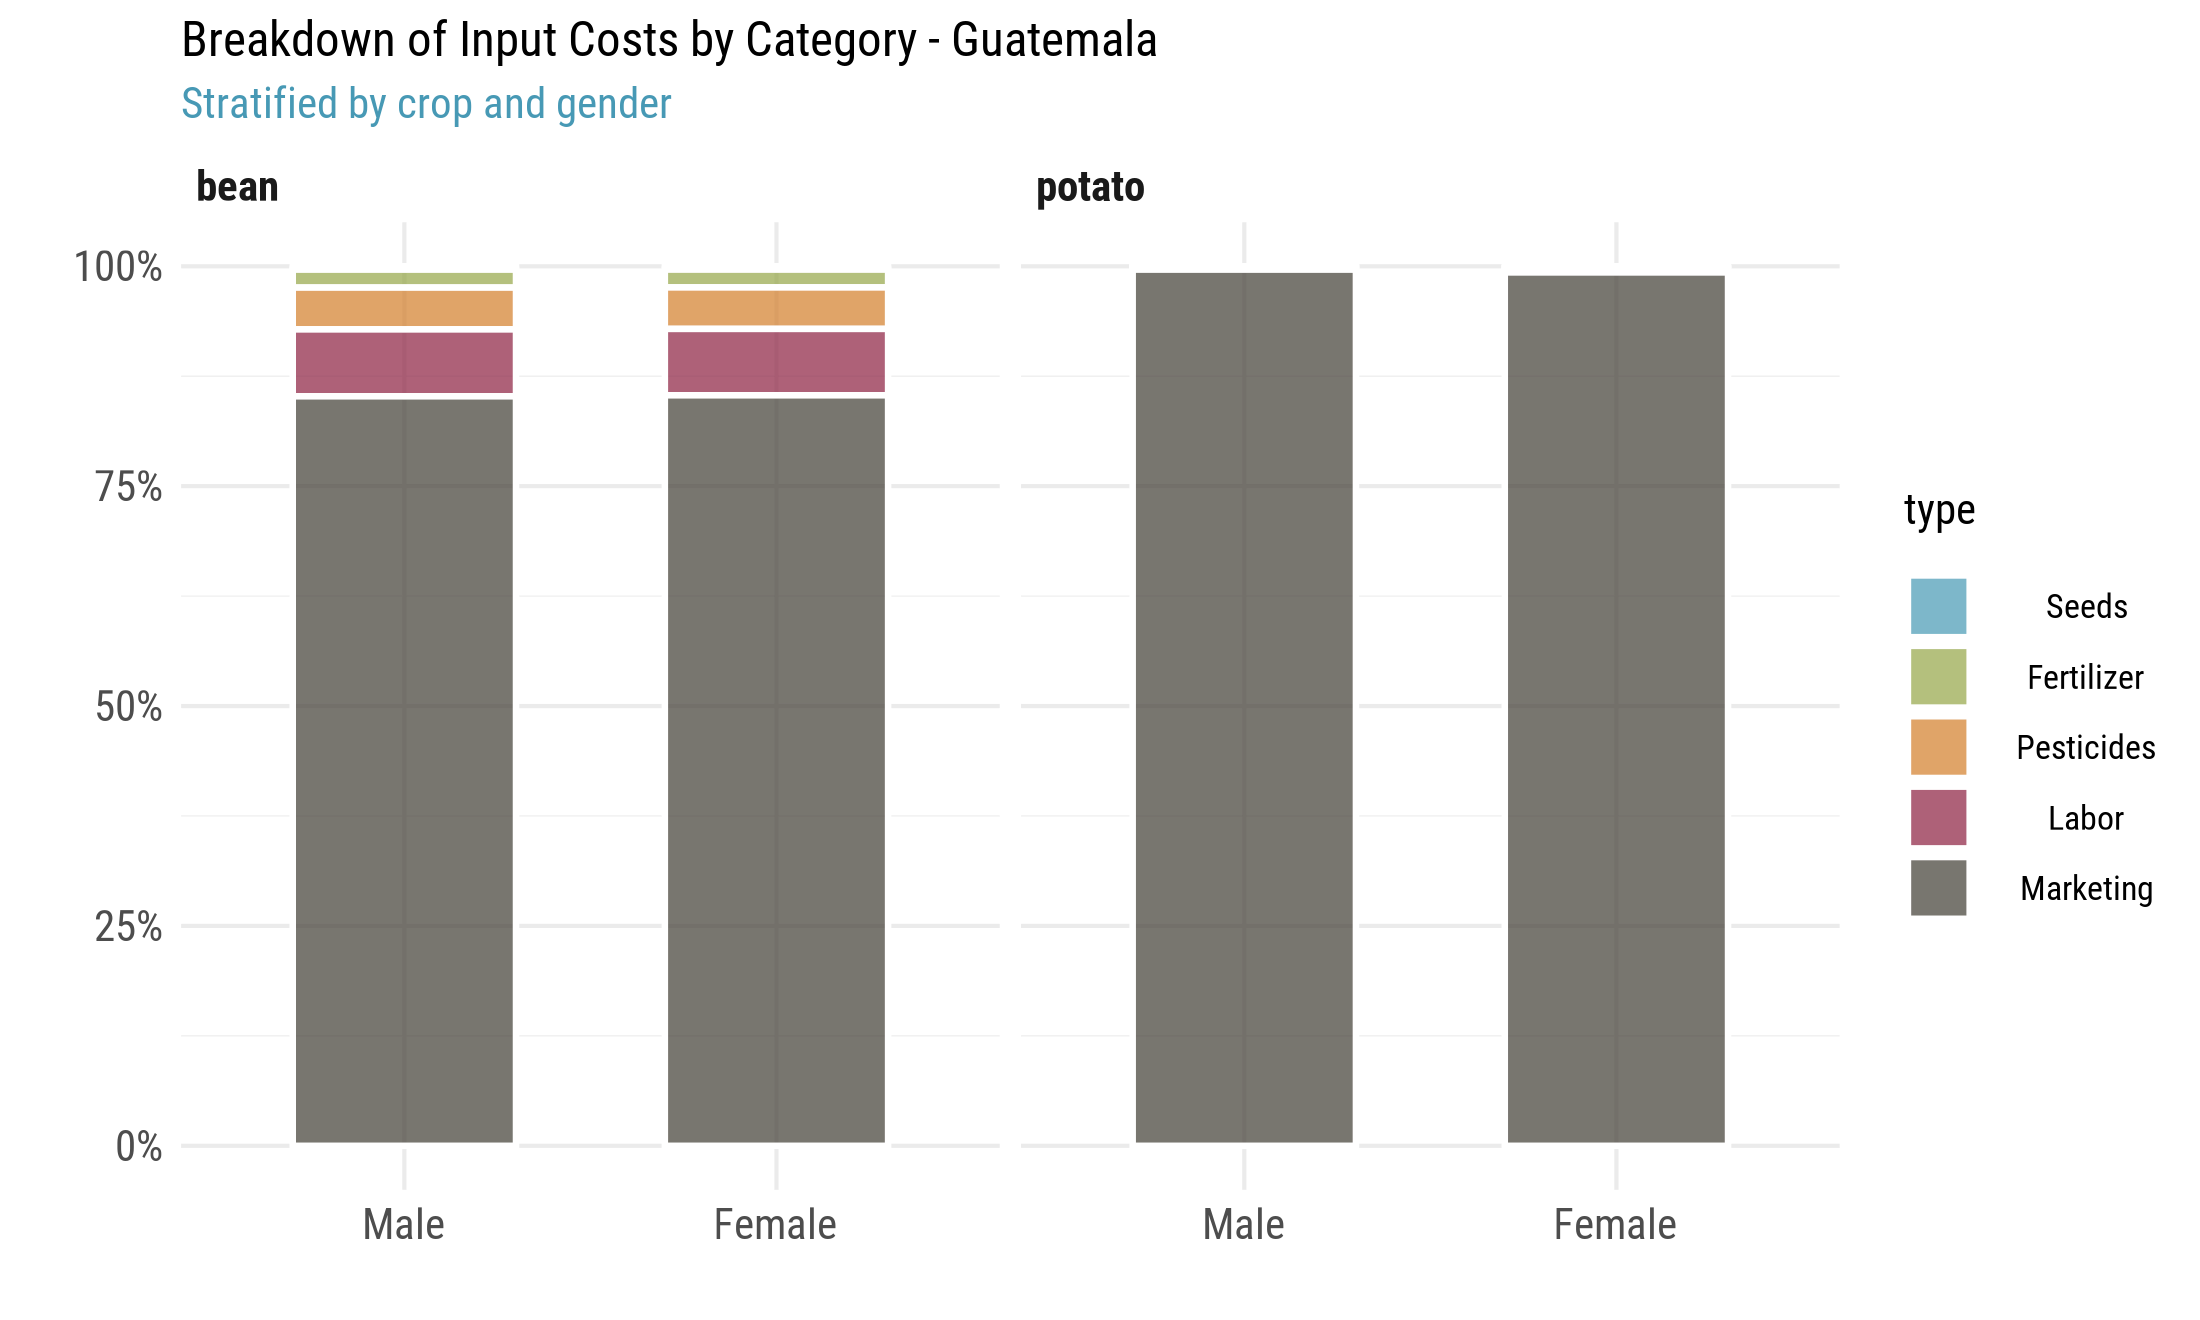 Breakdown of Input Costs by Category - Guatemala
Stratified by crop and gender
bean
potato
100%
75%
50%
25%
0%
Male
Female
Male
Female
type
Seeds
Fertilizer
Pesticides
Labor
Marketing